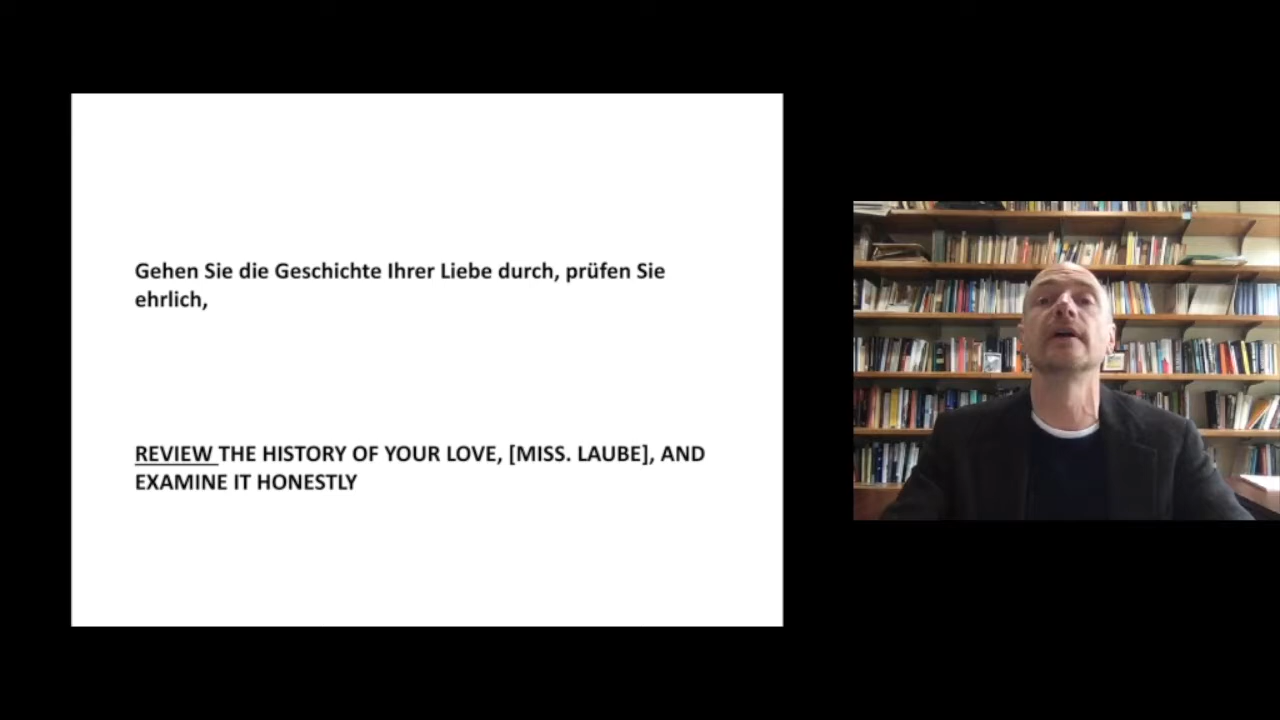 Gehen Sie die Geschichte Ihrer Liebe durch, prüfen Sie
ehrlich,
REVIEW THE HISTORY OF YOUR LOVE, [MISS. LAUBE], AND
EXAMINE IT HONESTLY